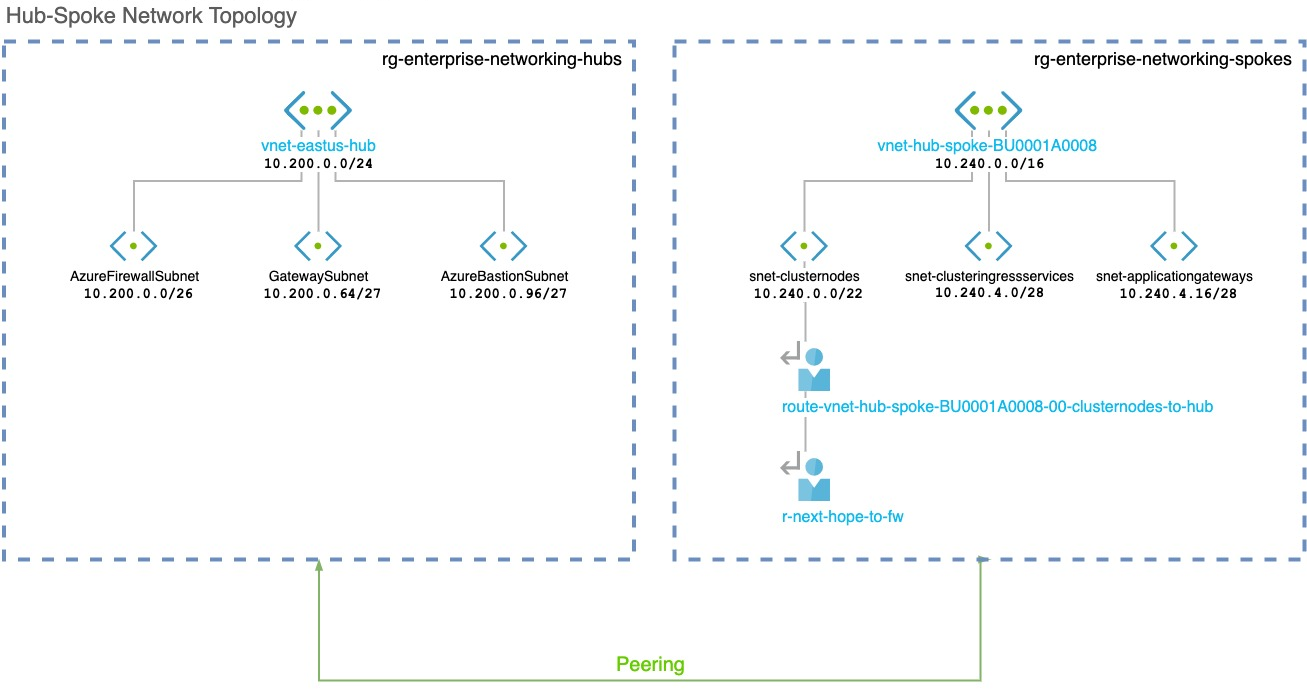 Hub-Spoke Network Topology
rg-enterprise-networking-hubs
vnet-eastus-hub
10.200.0.0/24
AzureFirewallSubnet
10.200.0.0/26
GatewaySubnet
10.200.0.64/27
AzureBastionSubnet
10.200.0.96/27
rg-enterprise-networking-spokes
vnet-hub-spoke-BU0001A0008
10.240.0.0/16
snet-clusternodes
10.240.0.0/22
snet-clusteringressservices
10.240.4.0/28
snet-applicationgateways
10.240.4.16/28
route-vnet-hub-spoke-BU0001A0008-00-clusternodes-to-hub
r-next-hope-to-fw
Peering